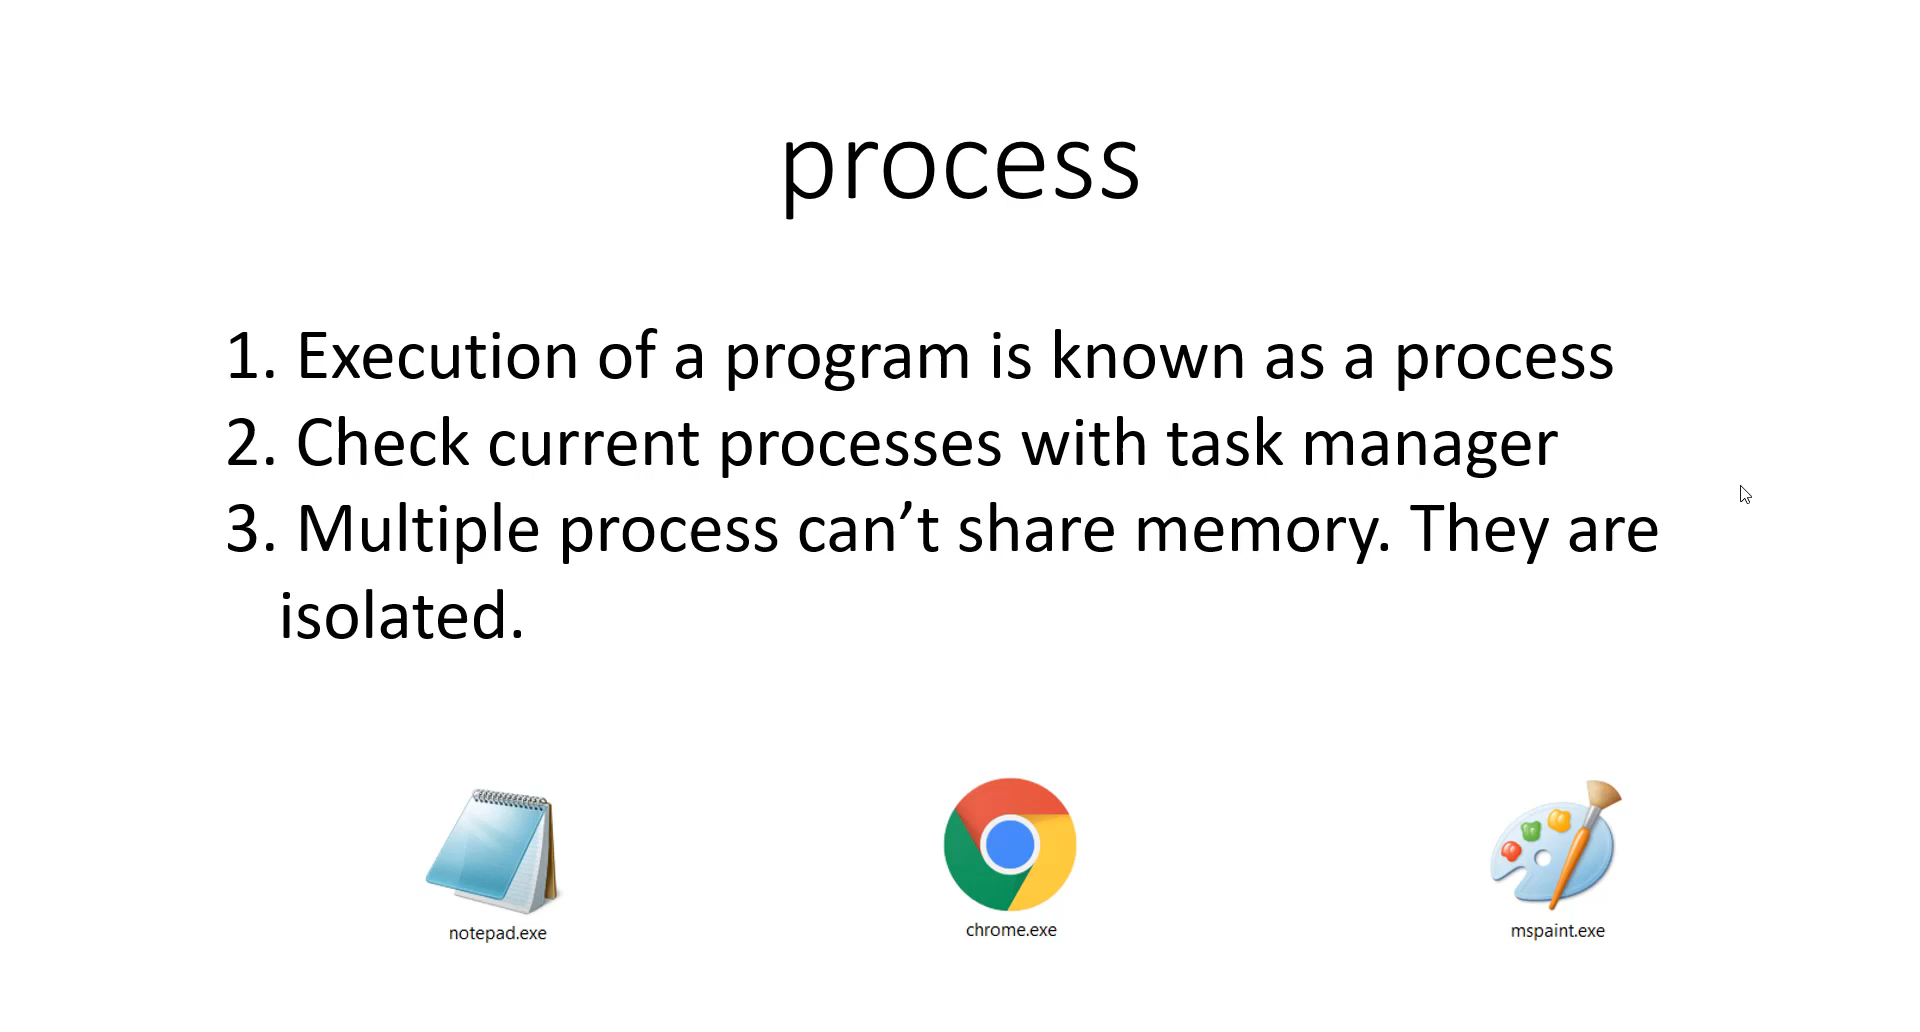 process
1. Execution of a program is known as a process
2. Check current processes with task manager
3. Multiple process can’t share memory. They are
isolated.
notepad.exe
chrome.exe
mspaint.exe